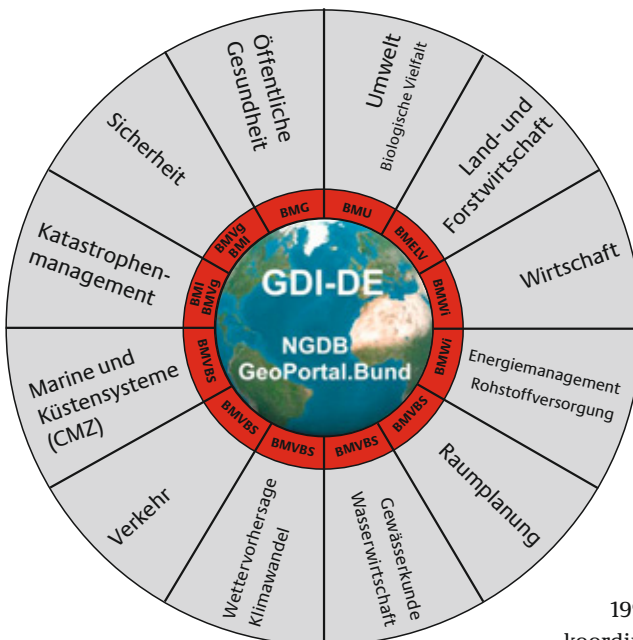 Öffentliche
Gesundheit
Umwelt
Biologische Vielfalt
Land- und
Forstwirtschaft
Wirtschaft
Energiemanagement
Rohstoffversorgung
Raumplanung
Gewässerkunde
Wasserwirtschaft
Wettervorhersage
Klimawandel
Verkehr
Marine und
Küstensysteme
(CMZ)
Katastrophen-
management
Sicherheit
BMG
BMU
BMELV
BMWi
BMWi
BMVBS
BMVBS
BMVBS
BMVBS
BMVBS
BMI
BMVg
BMVg
BMI
GDI-DE
NGDB
GeoPortal.Bund